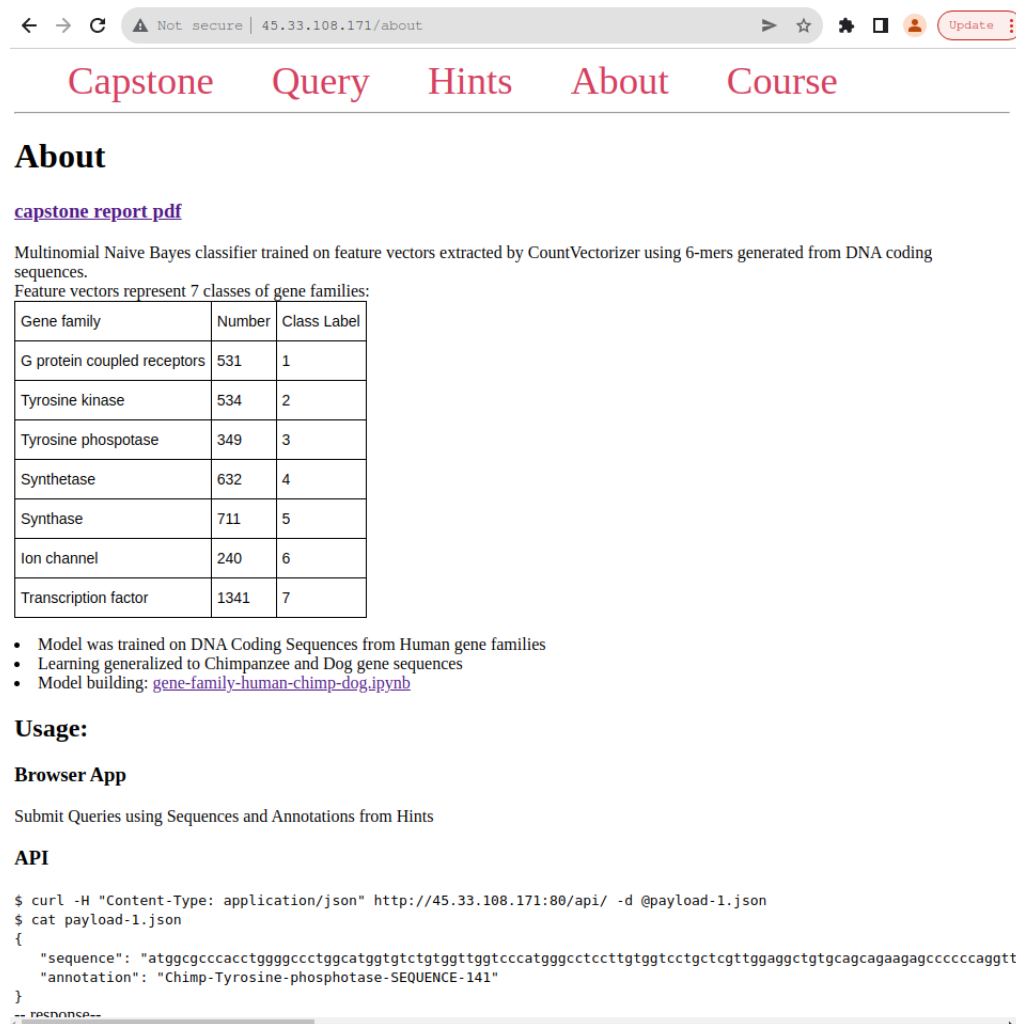 Not secure | 45.33.108.171/about
Update
Capstone Query Hints About Course
About
capstone report pdf
Multinomial Naive Bayes classifier trained on feature vectors extracted by CountVectorizer using 6-mers generated from DNA coding
sequences.
Feature vectors represent 7 classes of gene families:
Gene family Number Class Label
G protein coupled receptors 531 1
Tyrosine kinase 534 2
Tyrosine phospotase 349 3
Synthetase 632 4
Synthase 711 5
Ion channel 240 6
Transcription factor 1341 7
• Model was trained on DNA Coding Sequences from Human gene families
• Learning generalized to Chimpanzee and Dog gene sequences
• Model building: gene-family-human-chimp-dog.ipynb
Usage:
Browser App
Submit Queries using Sequences and Annotations from Hints
API
$ curl -H "Content-Type: application/json" http://45.33.108.171:80/api/ -d @payload-1.json
$ cat payload-1.json
{
"sequence": "atggcgcccacctggggccctggcatggtgtctgtggttggtcccatgggcctccttgtggtcctgctcgttggaggctgtgcagcagaagagccccccaggtt
"annotation": "Chimp-Tyrosine-phosphotase-SEQUENCE-141"
}
-- response--